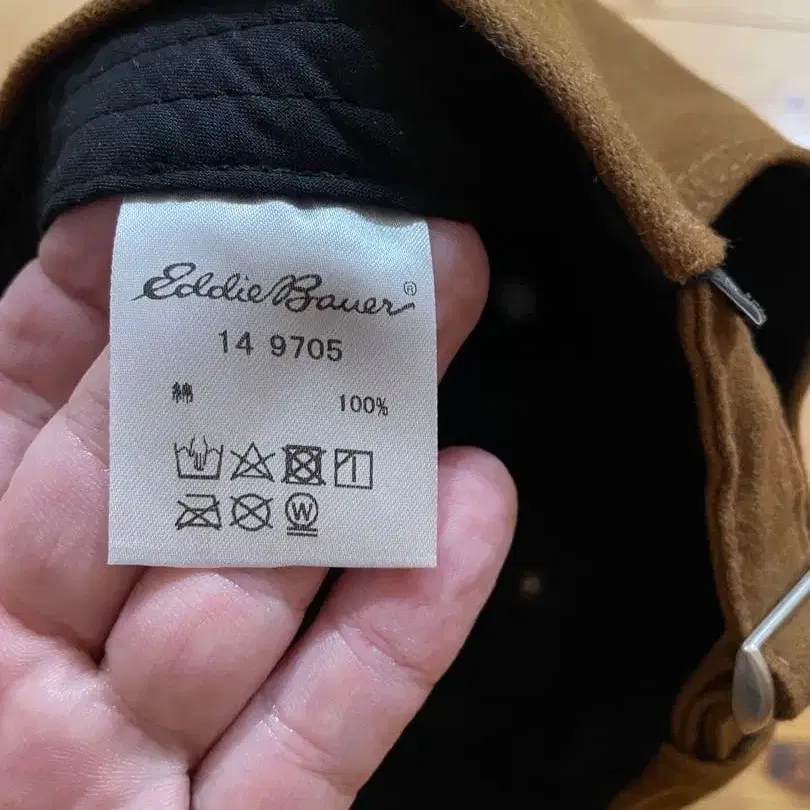 Eddie Bauer®
14 9705
綿 100%
W